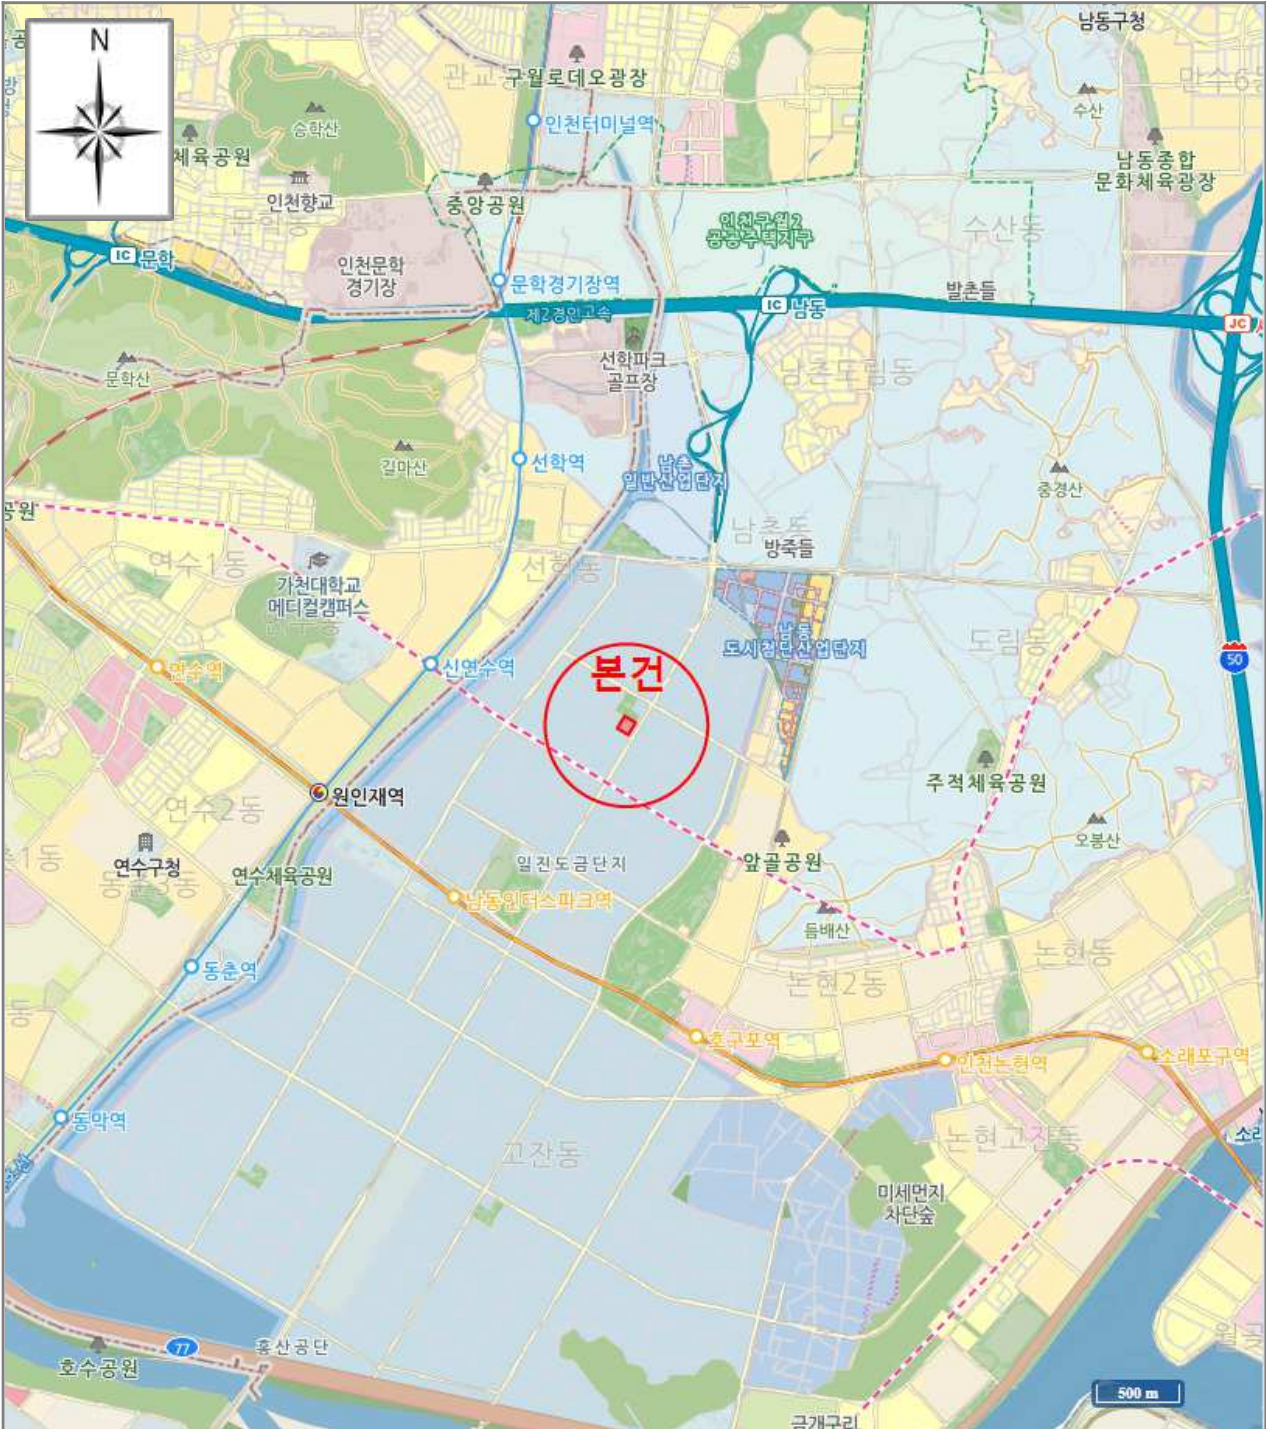 남동구청
N
관교
구월로데오광장
만수6동
수산
승학산
인천터미널역
체육공원
남동종합
문화체육광장
인천향교
중앙공원
문학동
인천구월2
공공주택지구
수산동
IC 문학
인천문학
경기장
문학경기장역
발촌들
제2경인고속
IC 남동
JC
선학파크
골프장
문학산
남촌도림동
길마산
선학역
남촌
일반산업단지
중경산
공원
남촌동
방죽들
연수1동
선학동
가천대학교
메디컬캠퍼스
남동
도시첨단산업단지
도림동
연수역
신연수역
본건
50
주적체육공원
원인재역
연수2동
오봉산
연수구청
연수체육공원
일진도금단지
앞골공원
남동인더스파크역
듬배산
동춘역
논현2동
논현동
호구포역
인천논현역
소래포구역
동막역
고잔동
논현고잔동
소래
미세먼지
차단숲
77
홍산공단
호수공원
500 m
금개구리